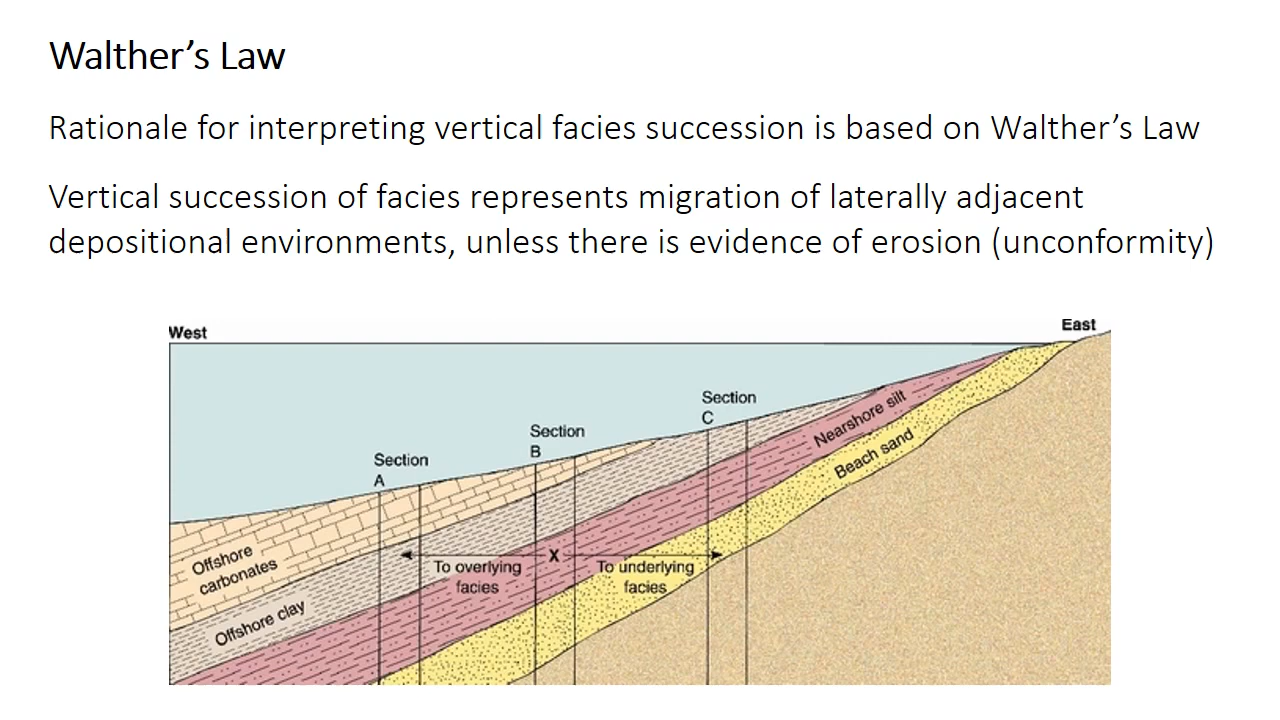 Walther’s Law
Rationale for interpreting vertical facies succession is based on Walther’s Law
Vertical succession of facies represents migration of laterally adjacent
depositional environments, unless there is evidence of erosion (unconformity)
West
East
Section
A
Section
B
Section
C
Nearshore silt
Beach sand
Offshore
carbonates
Offshore clay
X
To overlying
facies
To underlying
facies